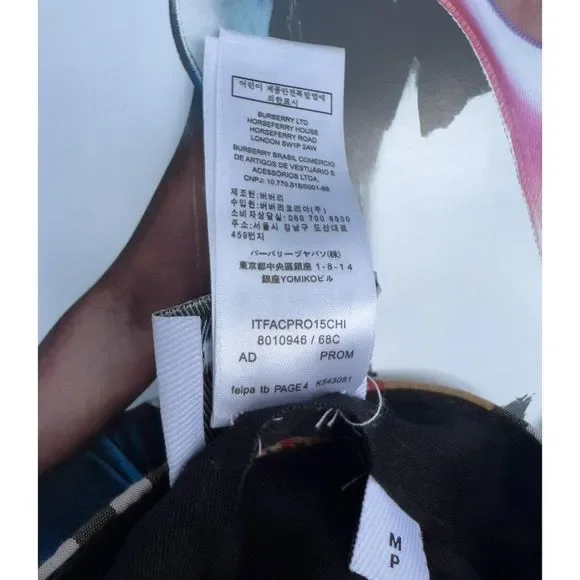 어린이 제품안전특별법에
의한표시
BURBERRY LTD
HORSEFERRY HOUSE
HORSEFERRY ROAD
LONDON SW1P 2AW
BURBERRY BRASIL COMERCIO
DE ARTIGOS DE VESTUÁRIO E
ACESSÓRIOS LTDA.
CNPJ: 10.770.518/0001-86
제조원:버버리
수입원:버버리코리아(주)
소비자상담실: 080 700 8800
주소: 서울시 강남구 도산대로
459번지
バーバリージャパン(株)
東京都中央區銀座 1-8-14
銀座YOMIKOビル
ITFACPRO15CHI
8010946 / 68C
AD PROM
felpa tb PAGE4 K543081
M
P